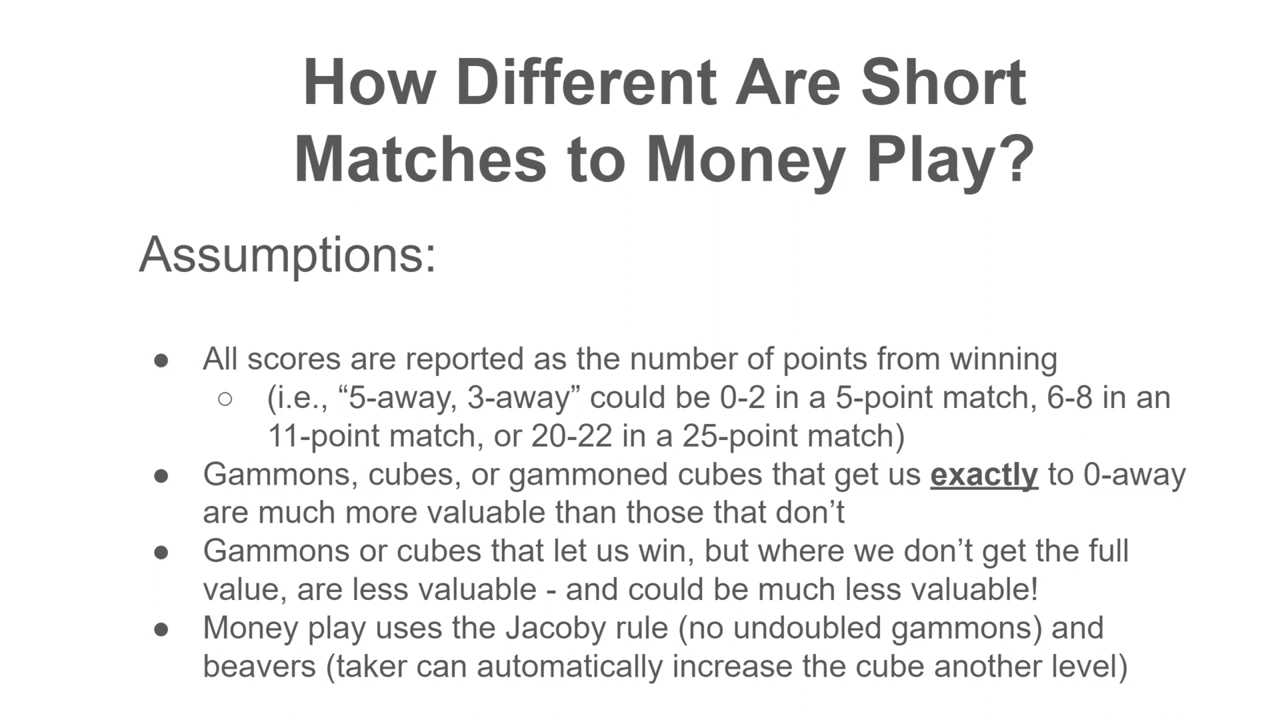 How Different Are Short
Matches to Money Play?
Assumptions:
● All scores are reported as the number of points from winning
○ (i.e., “5-away, 3-away” could be 0-2 in a 5-point match, 6-8 in an
11-point match, or 20-22 in a 25-point match)
● Gammons, cubes, or gammoned cubes that get us exactly to 0-away
are much more valuable than those that don’t
● Gammons or cubes that let us win, but where we don’t get the full
value, are less valuable - and could be much less valuable!
● Money play uses the Jacoby rule (no undoubled gammons) and
beavers (taker can automatically increase the cube another level)